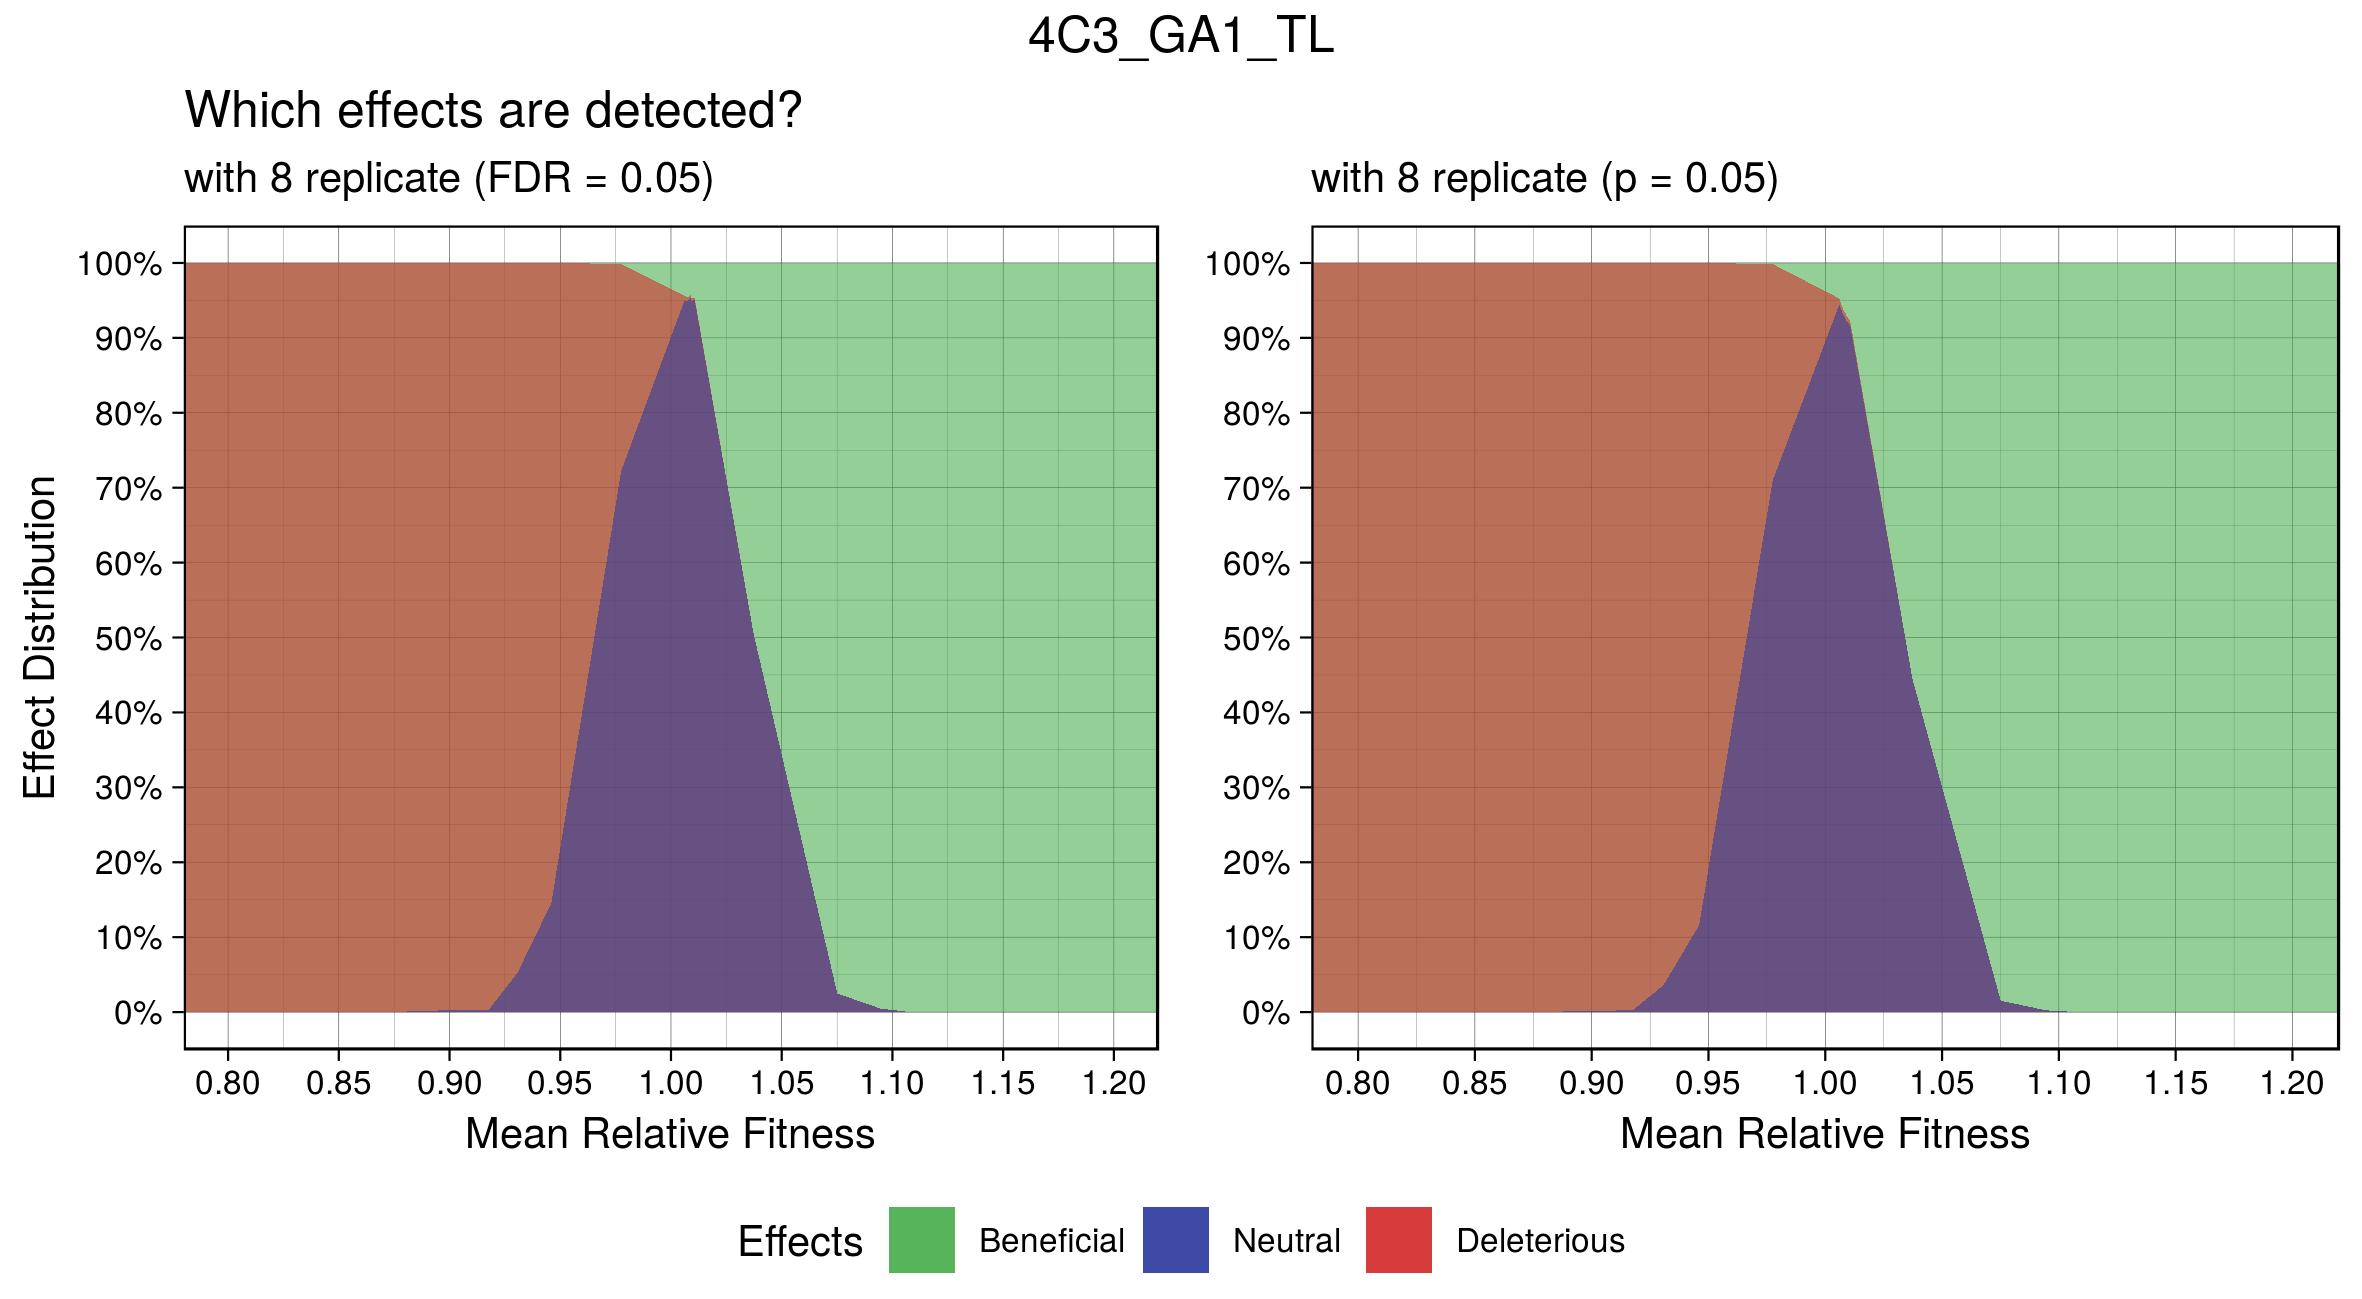 4C3_GA1_TL
Which effects are detected?
with 8 replicate (FDR = 0.05)
with 8 replicate (p = 0.05)
Effect Distribution
100%
90%
80%
70%
60%
50%
40%
30%
20%
10%
0%
0.80 0.85 0.90 0.95 1.00 1.05 1.10 1.15 1.20
Mean Relative Fitness
100%
90%
80%
70%
60%
50%
40%
30%
20%
10%
0%
0.80 0.85 0.90 0.95 1.00 1.05 1.10 1.15 1.20
Mean Relative Fitness
Effects Beneficial Neutral Deleterious